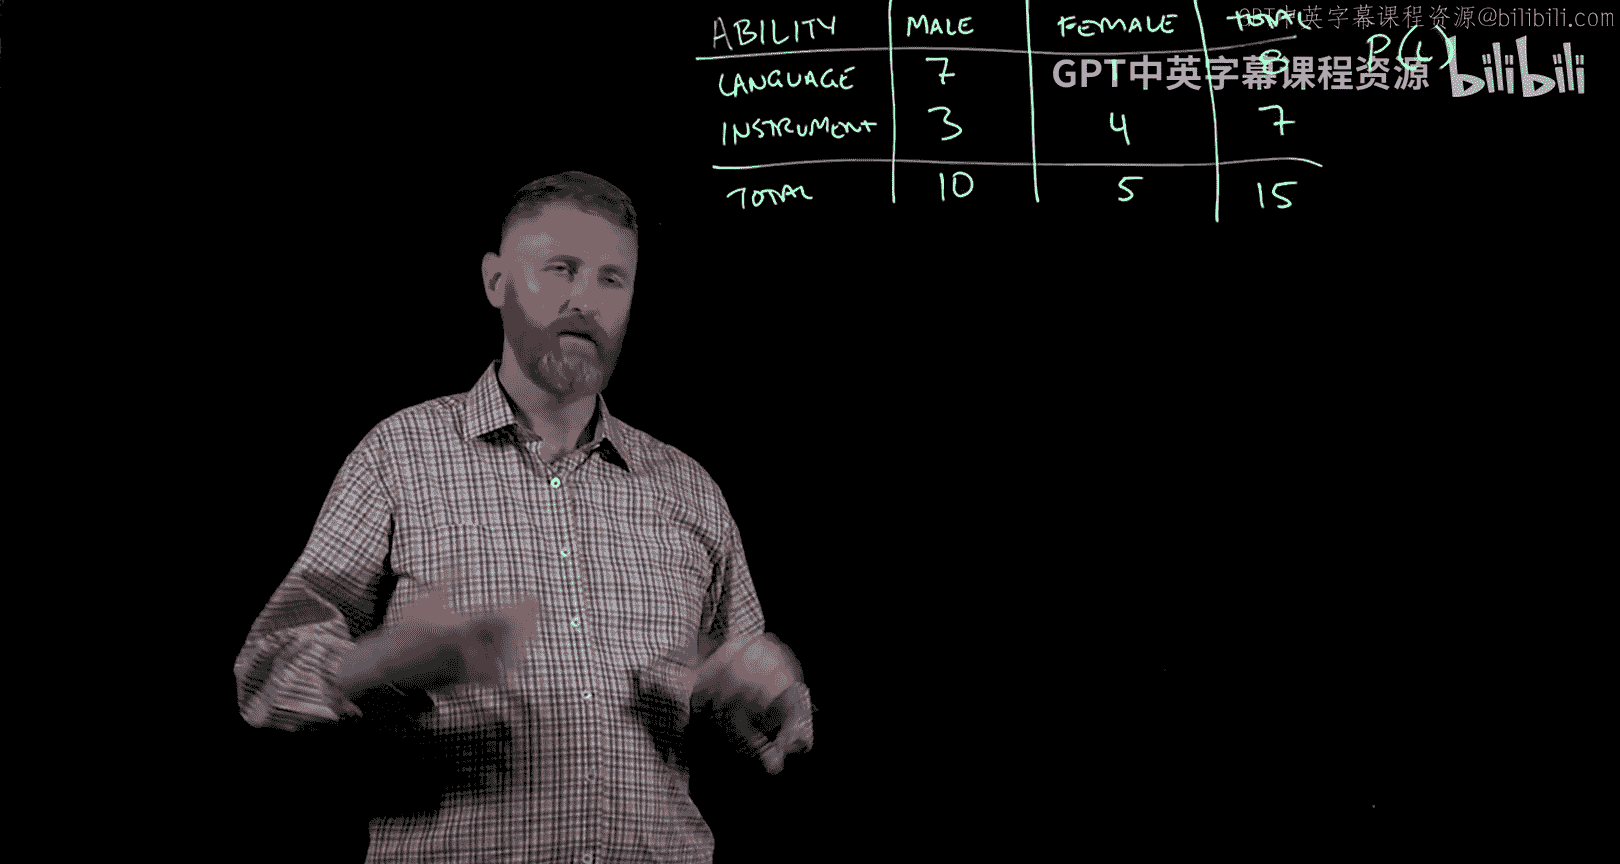 GPT中英字幕课程资源@bilibili.com
ABILITY MALE FEMALE TOTAL
LANGUAGE 7 1 8 P(L)
GPT中英字幕课程资源 bilibili
INSTRUMENT 3 4 7
TOTAL 10 5 15